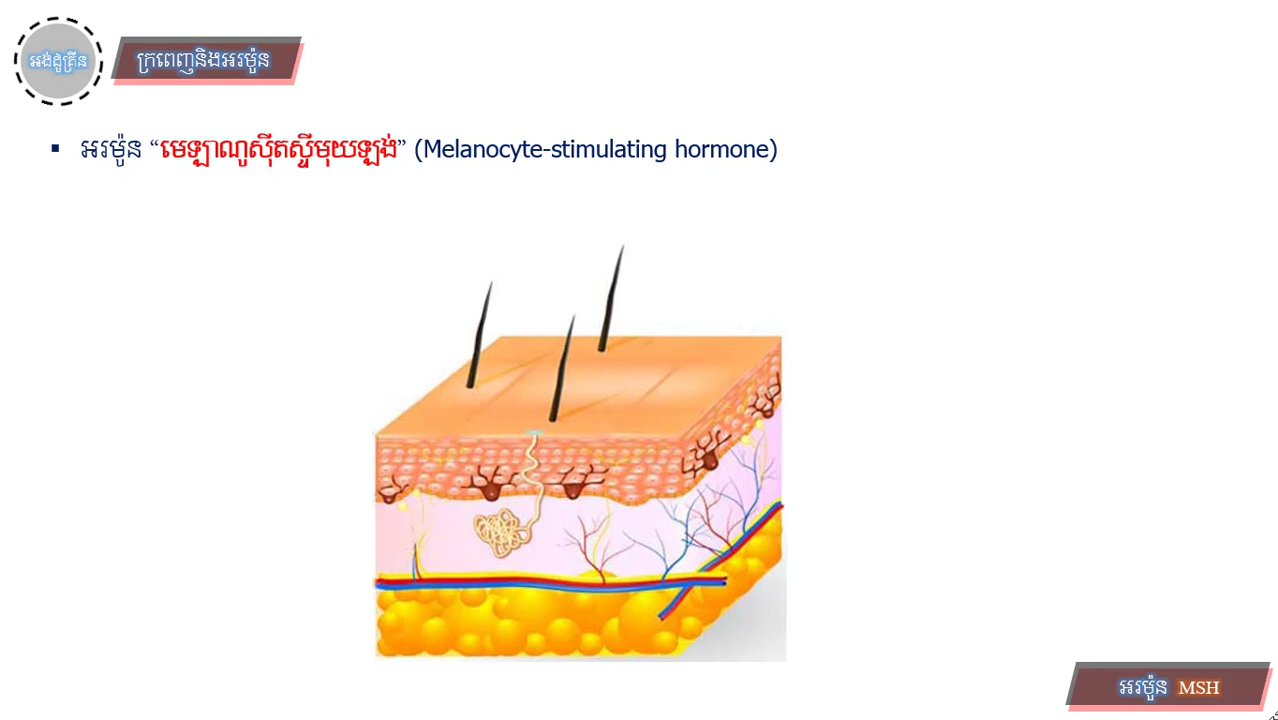 អង់ដូគ្រីន
ក្រពេញនិងអរម៉ូន
▪ អរម៉ូន “មេឡាណូស៊ីតស្ទីមុយឡង់” (Melanocyte-stimulating hormone)
អរម៉ូន MSH